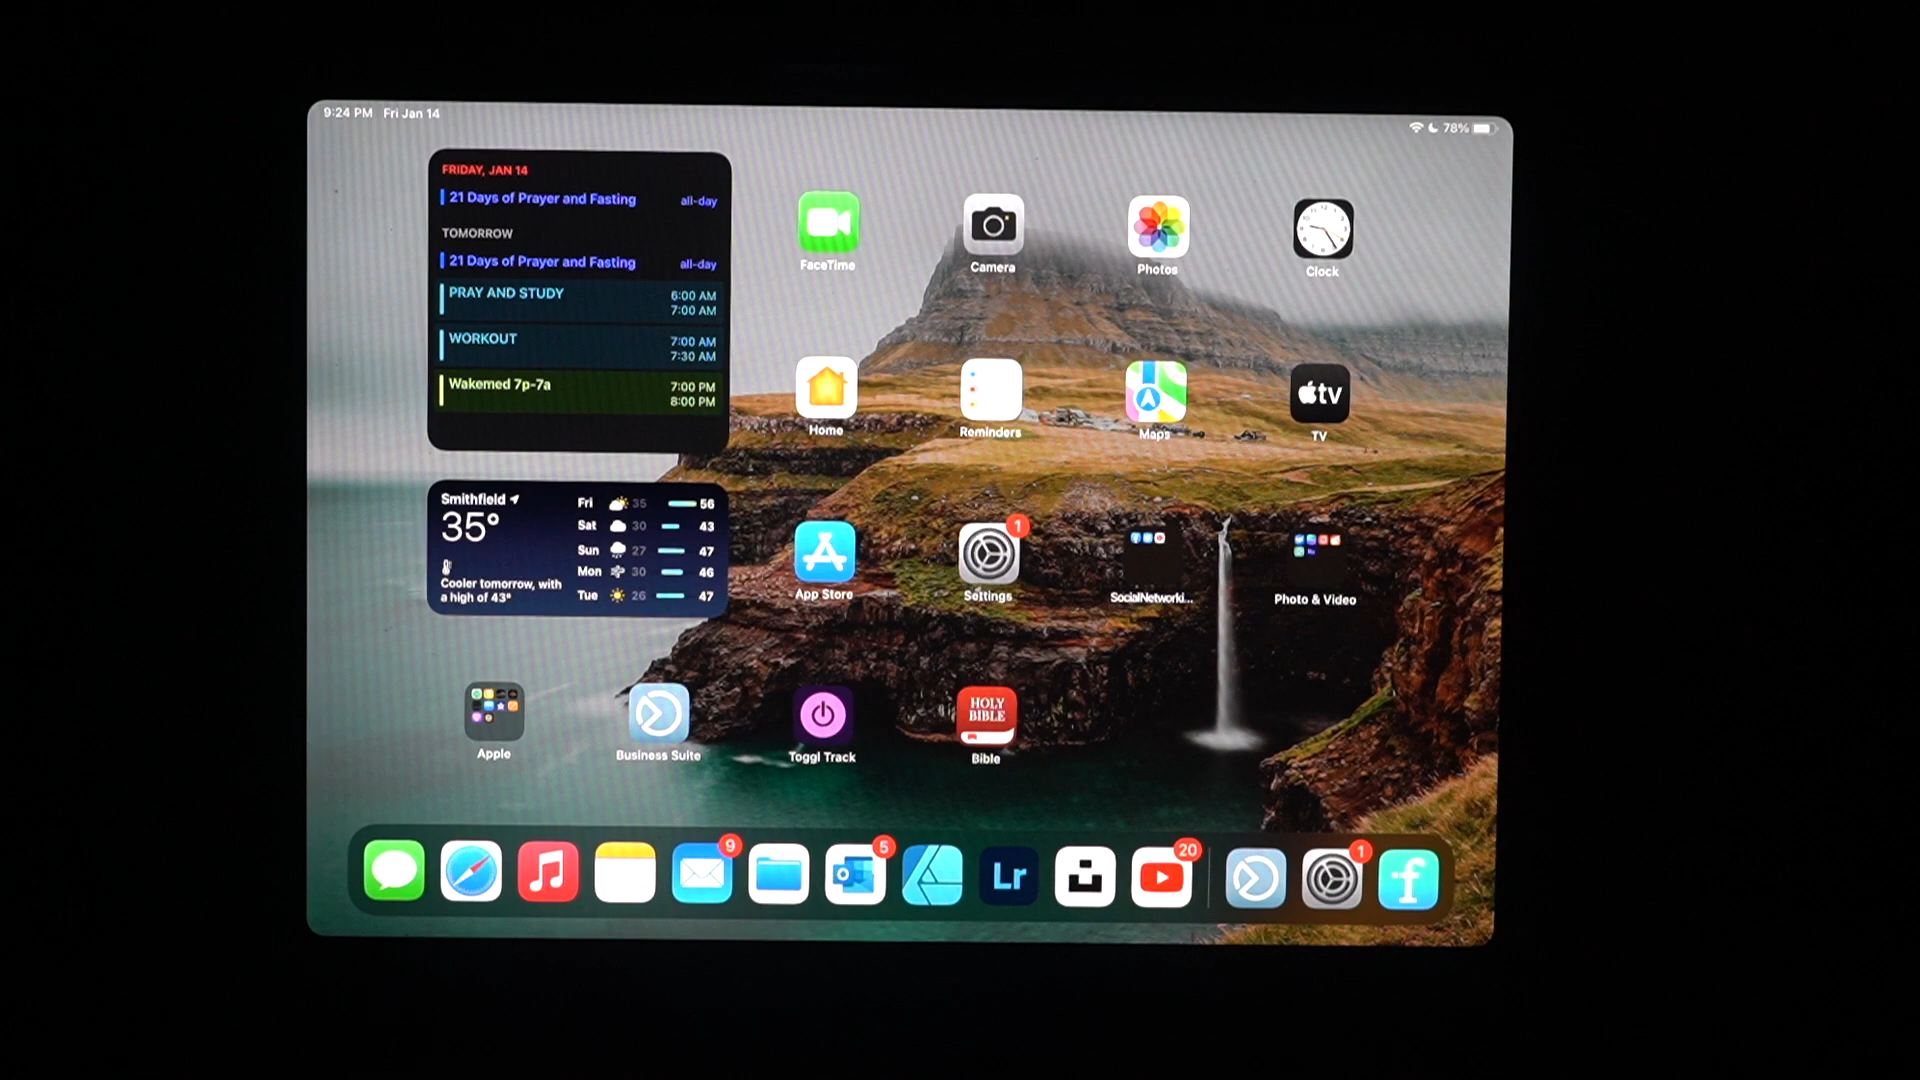 9:24 PM Fri Jan 14
78%
FRIDAY, JAN 14
21 Days of Prayer and Fasting all-day
TOMORROW
21 Days of Prayer and Fasting all-day
PRAY AND STUDY 6:00 AM
7:00 AM
WORKOUT 7:00 AM
7:30 AM
Wakemed 7p-7a 7:00 PM
8:00 PM
FaceTime
Camera
Photos
Clock
Home
Reminders
Maps
tv
TV
Smithfield
35°
Cooler tomorrow, with
a high of 43°
Fri 35 56
Sat 30 43
Sun 27 47
Mon 30 46
Tue 26 47
App Store
1
Settings
SocialNetworki...
Photo & Video
Apple
Business Suite
Toggl Track
HOLY
BIBLE
Bible
9
5
Lr
20
1
f